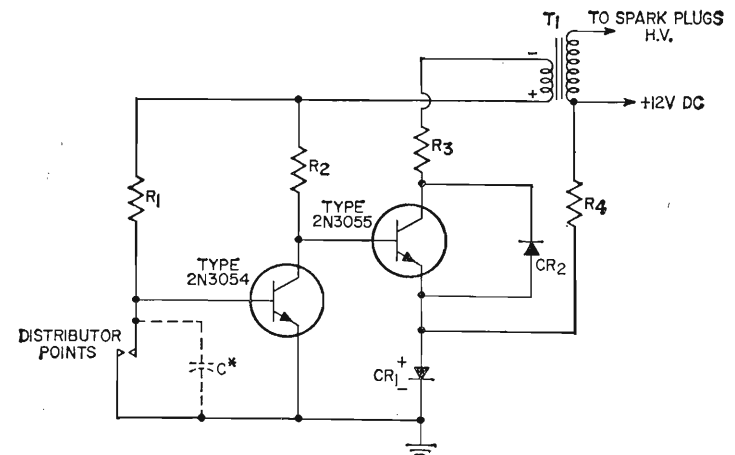 T1
TO SPARK PLUGS
H.V.
-
+
+12V DC
R3
R2
R1
TYPE
2N3055
R4
CR2
TYPE
2N3054
DISTRIBUTOR
POINTS
C*
+
CR1
-